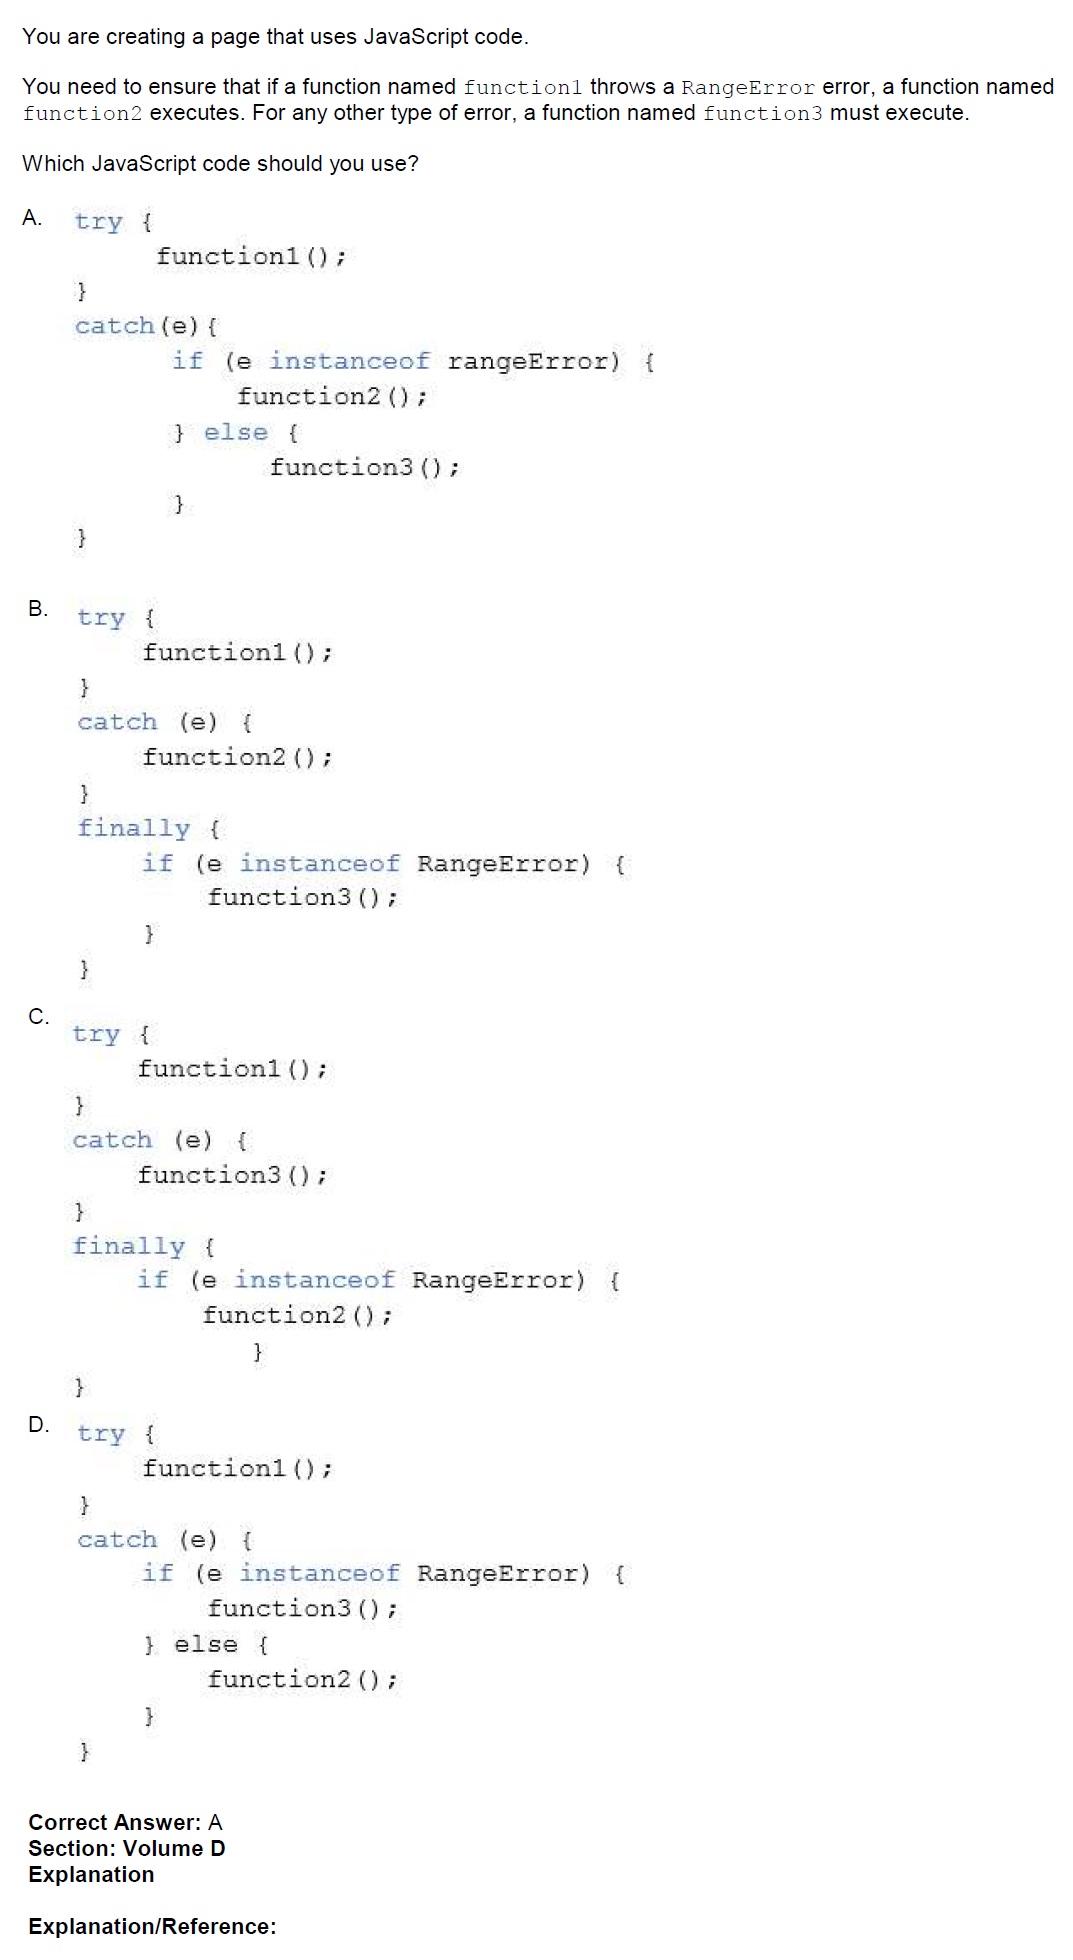 You are creating a page that uses JavaScript code.
You need to ensure that if a function named function1 throws a RangeError error, a function named
function2 executes. For any other type of error, a function named function3 must execute.
Which JavaScript code should you use?
A. try {
function1();
}
catch(e){
if (e instanceof rangeError) {
function2();
} else {
function3();
}
}
B. try {
function1();
}
catch (e) {
function2();
}
finally {
if (e instanceof RangeError) {
function3();
}
}
C. try {
function1();
}
catch (e) {
function3();
}
finally {
if (e instanceof RangeError) {
function2();
}
}
D. try {
function1();
}
catch (e) {
if (e instanceof RangeError) {
function3();
} else {
function2();
}
}
Correct Answer: A
Section: Volume D
Explanation
Explanation/Reference: